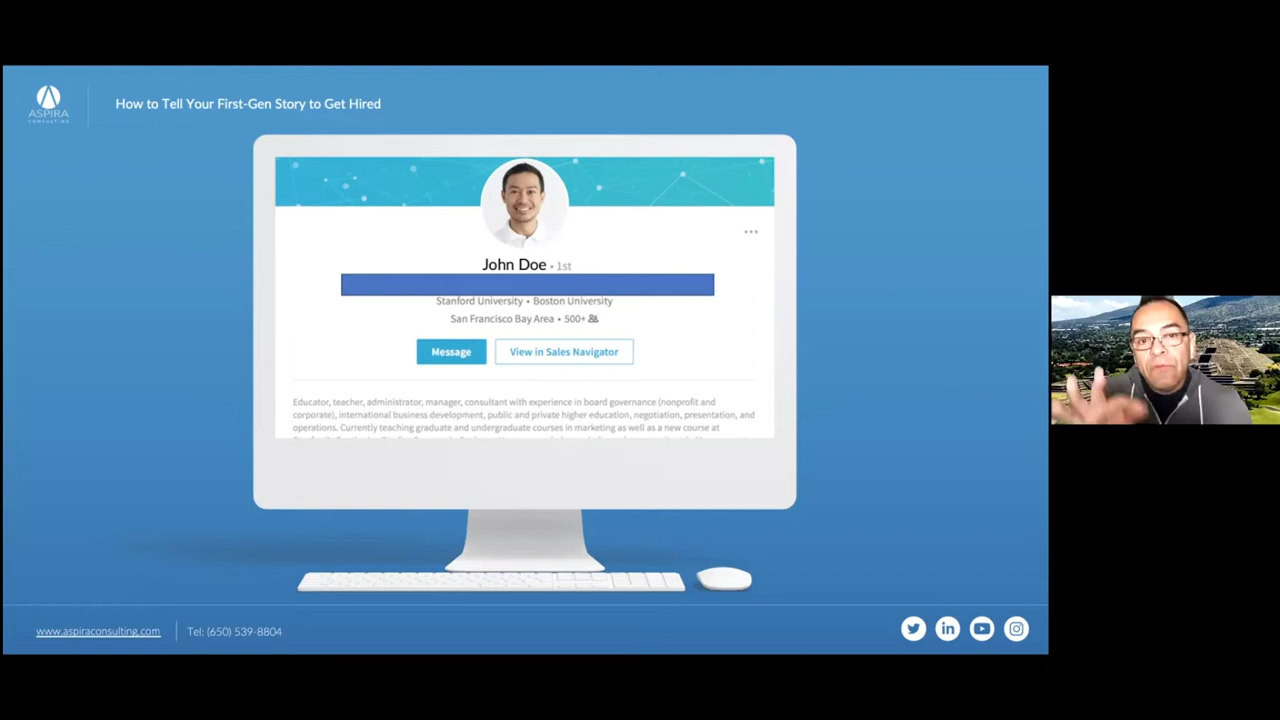 ASPIRA
CONSULTING
How to Tell Your First-Gen Story to Get Hired
John Doe • 1st
Stanford University • Boston University
San Francisco Bay Area • 500+
Message
View in Sales Navigator
Educator, teacher, administrator, manager, consultant with experience in board governance (nonprofit and
corporate), international business development, public and private higher education, negotiation, presentation, and
operations. Currently teaching graduate and undergraduate courses in marketing as well as a new course at
www.aspiraconsulting.com
Tel: (650) 539-8804